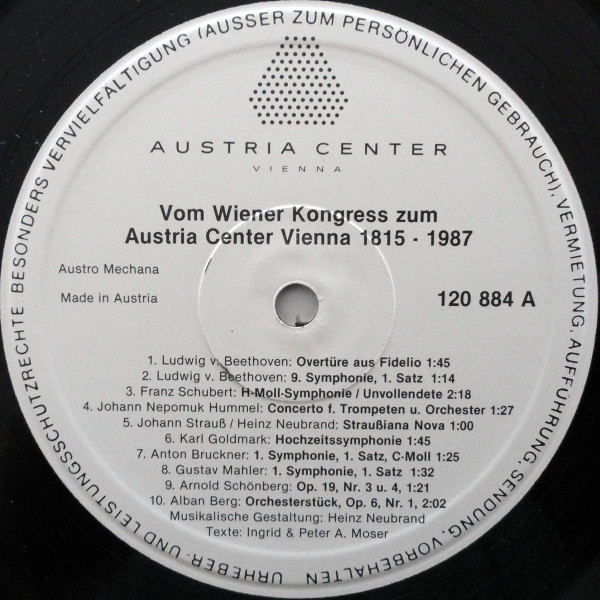 URHEBER- UND LEISTUNGSSCHUTZRECHTE. BESONDERS VERVIELFÄLTIGUNG (AUSSER ZUM PERSÖNLICHEN GEBRAUCH), VERMIETUNG, AUFFÜHRUNG, SENDUNG, VORBEHALTEN
AUSTRIA CENTER
VIENNA
Vom Wiener Kongress zum
Austria Center Vienna 1815 - 1987
Austro Mechana
Made in Austria
120 884 A
1. Ludwig v. Beethoven: Overtüre aus Fidelio 1:45
2. Ludwig v. Beethoven: 9. Symphonie, 1. Satz 1:14
3. Franz Schubert: H-Moll-Symphonie / Unvollendete 2:18
4. Johann Nepomuk Hummel: Concerto f. Trompeten u. Orchester 1:27
5. Johann Strauß / Heinz Neubrand: Straußiana Nova 1:00
6. Karl Goldmark: Hochzeitssymphonie 1:45
7. Anton Bruckner: 1. Symphonie, 1. Satz, C-Moll 1:25
8. Gustav Mahler: 1. Symphonie, 1. Satz 1:32
9. Arnold Schönberg: Op. 19, Nr. 3 u. 4, 1:21
10. Alban Berg: Orchesterstück, Op. 6, Nr. 1, 2:02
Musikalische Gestaltung: Heinz Neubrand
Texte: Ingrid & Peter A. Moser